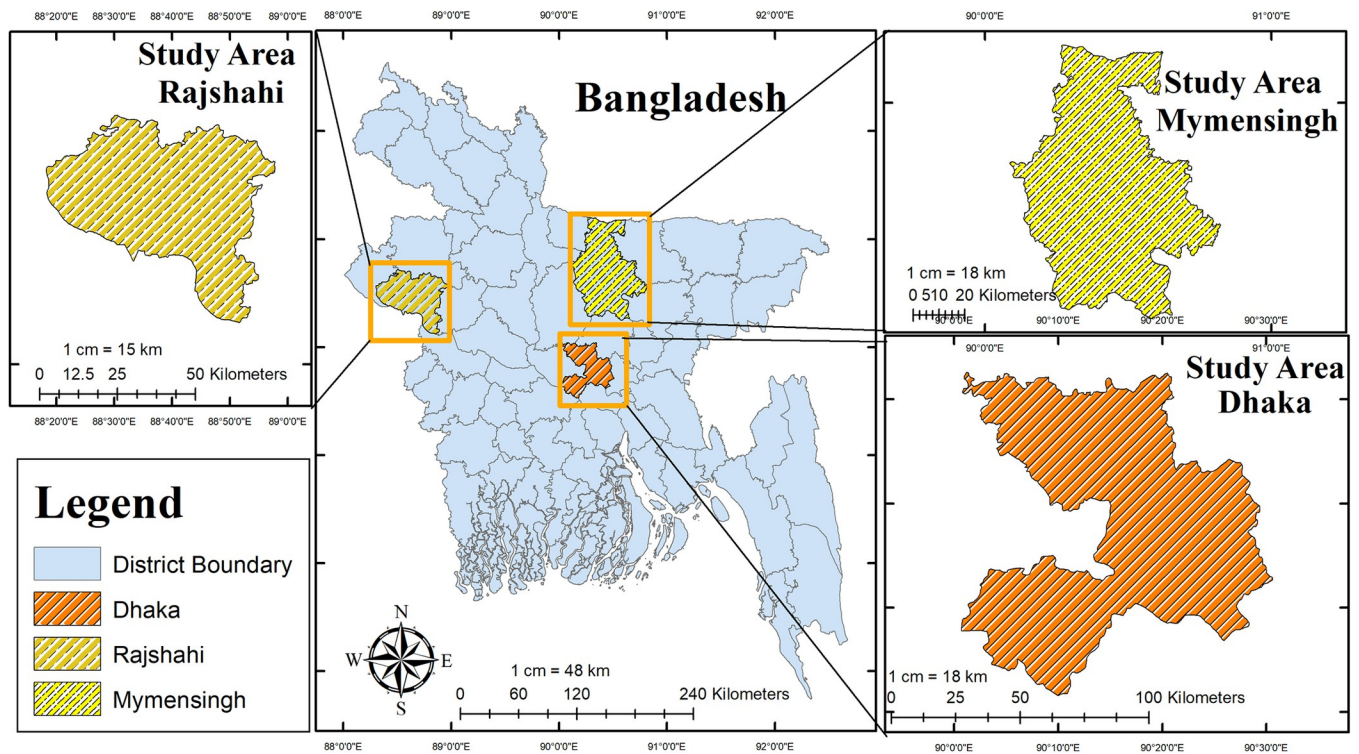 88°20'0"E 88°30'0"E 88°40'0"E 88°50'0"E 89°0'0"E
88°0'0"E 89°0'0"E 90°0'0"E 91°0'0"E 92°0'0"E
90°0'0"E 91°0'0"E
Study Area
Rajshahi
1 cm = 15 km
0 12.5 25 50 Kilometers
88°20'0"E 88°30'0"E 88°40'0"E 88°50'0"E 89°0'0"E
Bangladesh
Study Area
Mymensingh
1 cm = 18 km
0 510 20 Kilometers
90°0'0"E 90°10'0"E 90°20'0"E 90°30'0"E
90°0'0"E 91°0'0"E
Study Area
Dhaka
1 cm = 18 km
0 25 50 100 Kilometers
90°0'0"E 90°10'0"E 90°20'0"E 90°30'0"E
Legend
District Boundary
Dhaka
Rajshahi
Mymensingh
N
W E
S
1 cm = 48 km
0 60 120 240 Kilometers
88°0'0"E 89°0'0"E 90°0'0"E 91°0'0"E 92°0'0"E